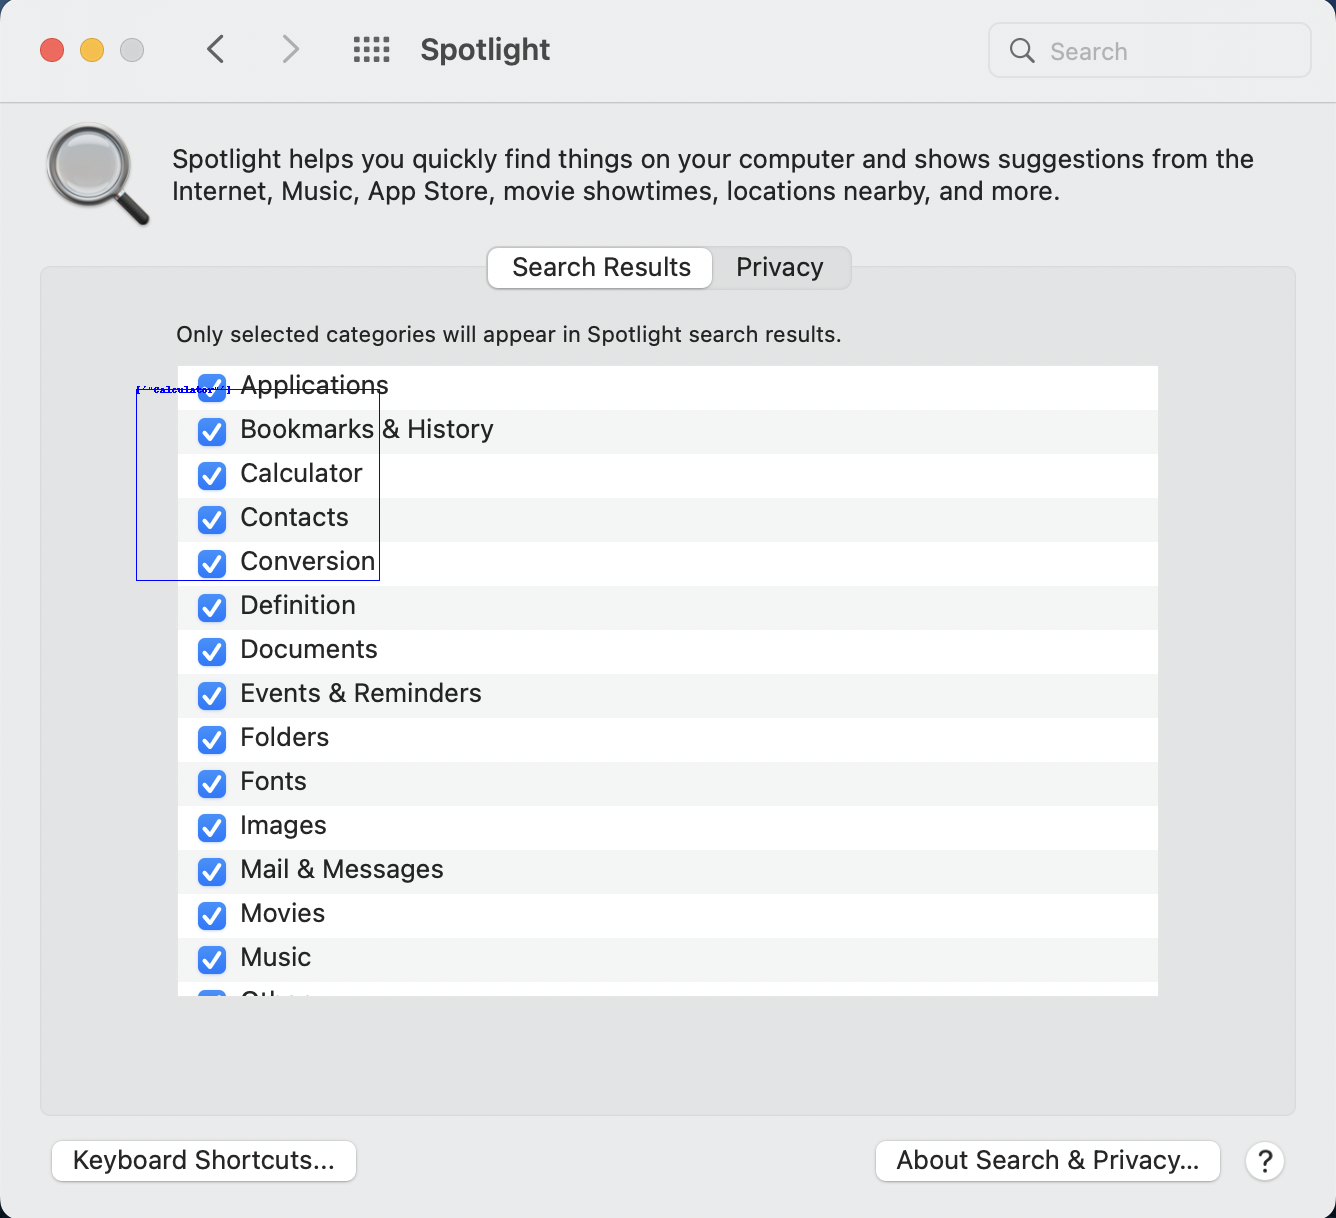 Spotlight
Search
Spotlight helps you quickly find things on your computer and shows suggestions from the
Internet, Music, App Store, movie showtimes, locations nearby, and more.
Search Results
Privacy
Only selected categories will appear in Spotlight search results.
Applications
Bookmarks & History
Calculator
Contacts
Conversion
Definition
Documents
Events & Reminders
Folders
Fonts
Images
Mail & Messages
Movies
Music
Keyboard Shortcuts...
About Search & Privacy...
?